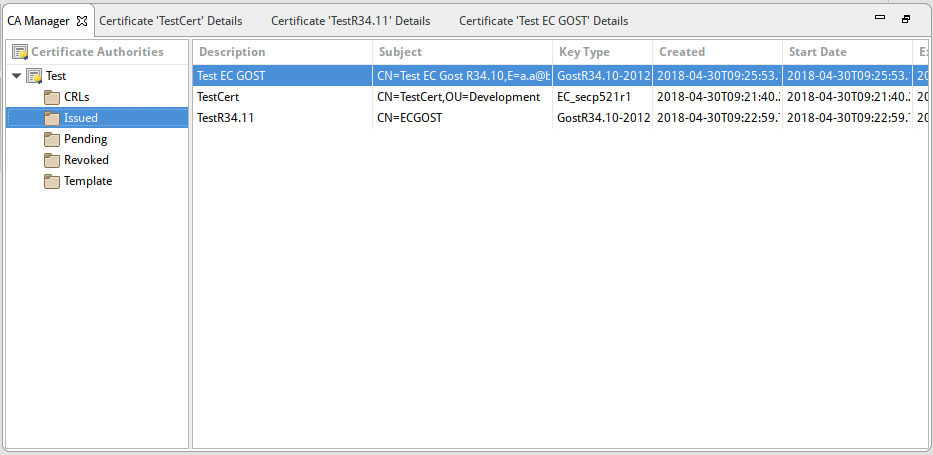 CA Manager Certificate 'TestCert' Details Certificate 'TestR34.11' Details Certificate 'Test EC GOST' Details
Certificate Authorities
Test
CRLs
Issued
Pending
Revoked
Template
Description Subject Key Type Created Start Date
Test EC GOST CN=Test EC Gost R34.10,E=a.a@b GostR34.10-2012 2018-04-30T09:25:53. 2018-04-30T09:25:53. 20
TestCert CN=TestCert,OU=Development EC_secp521r1 2018-04-30T09:21:40. 2018-04-30T09:21:40. 20
TestR34.11 CN=ECGOST GostR34.10-2012 2018-04-30T09:22:59. 2018-04-30T09:22:59. 20